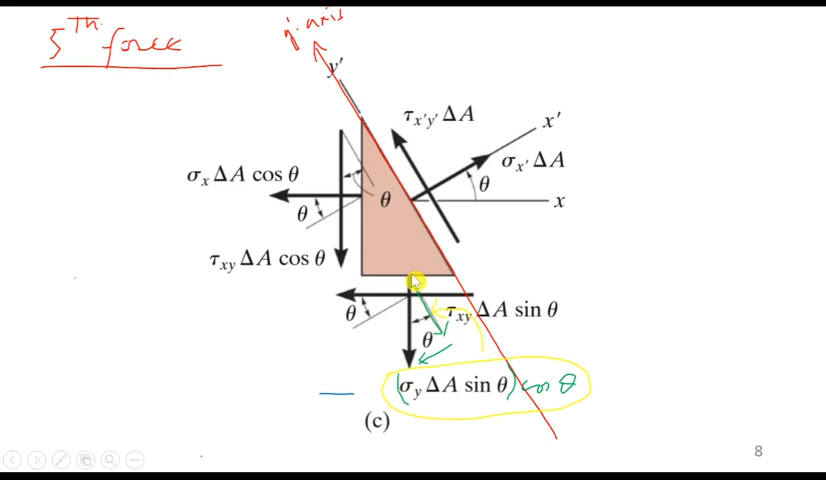 5Th force
y' axis
y'
τx'y' ΔA
x'
σx' ΔA
σx ΔA cos θ
θ
θ
θ
x
τxy ΔA cos θ
θ
τxy ΔA sin θ
θ
(σy ΔA sin θ) cos θ
(c)
8